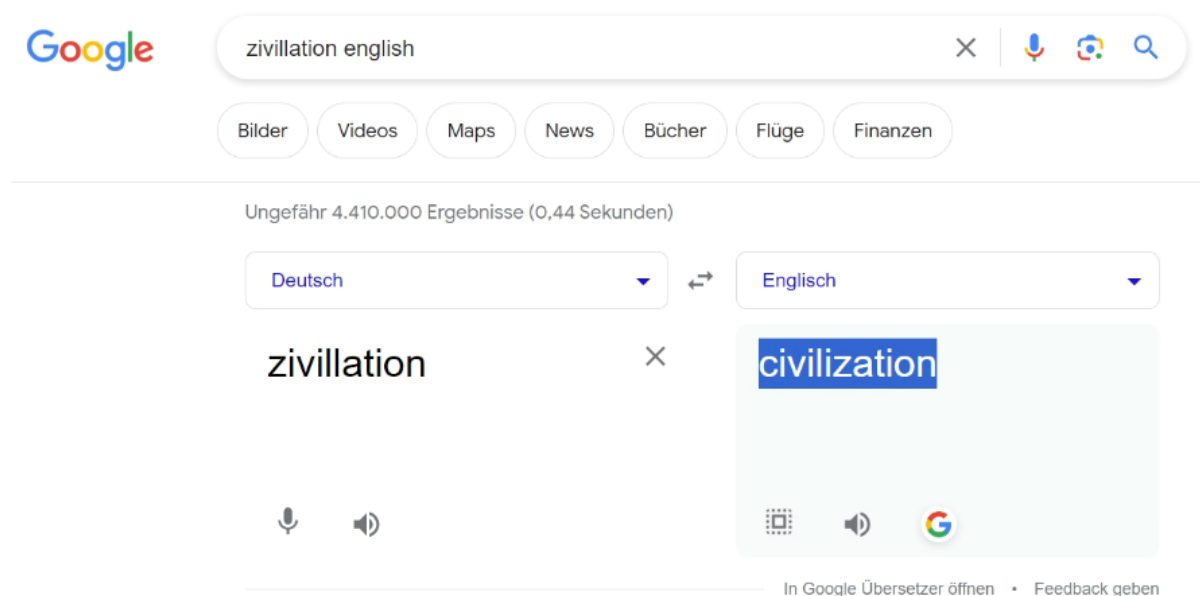 Google
zivillation english
Bilder Videos Maps News Bücher Flüge Finanzen
Ungefähr 4.410.000 Ergebnisse (0,44 Sekunden)
Deutsch Englisch
zivillation civilization
In Google Übersetzer öffnen • Feedback geben